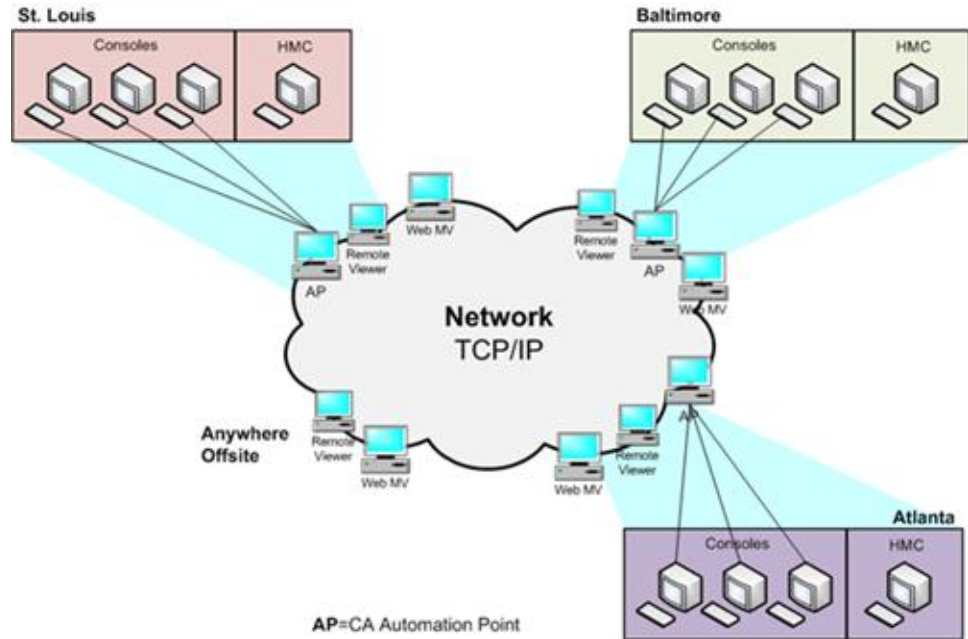 St. Louis
Consoles
HMC
Baltimore
Consoles
HMC
Web MV
Remote
Viewer
AP
Remote
Viewer
AP
Web MV
Network
TCP/IP
AP
Anywhere
Offsite
Remote
Viewer
Web MV
Remote
Viewer
Web MV
Atlanta
Consoles
HMC
AP=CA Automation Point